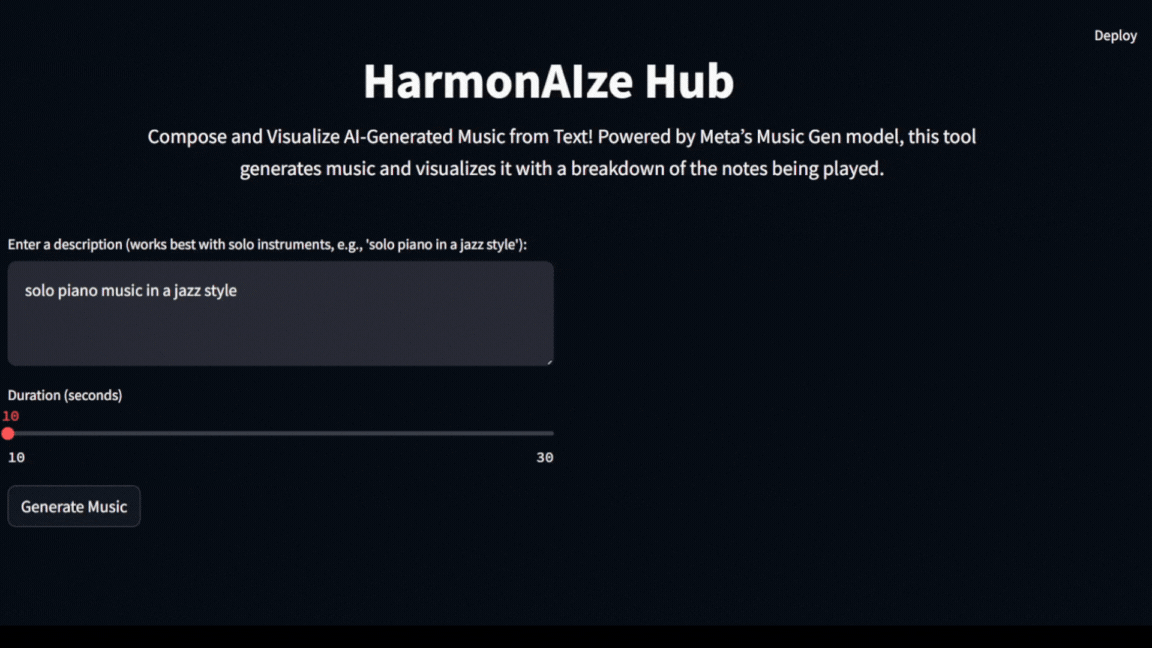 Deploy
HarmonAIze Hub
Compose and Visualize AI-Generated Music from Text! Powered by Meta’s Music Gen model, this tool
generates music and visualizes it with a breakdown of the notes being played.
Enter a description (works best with solo instruments, e.g., 'solo piano in a jazz style'):
solo piano music in a jazz style
Duration (seconds)
10
10 30
Generate Music